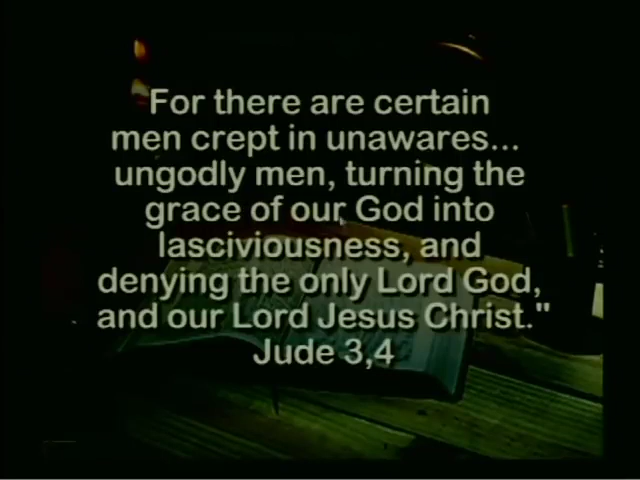 For there are certain
men crept in unawares...
ungodly men, turning the
grace of our God into
lasciviousness, and
denying the only Lord God,
and our Lord Jesus Christ."
Jude 3,4